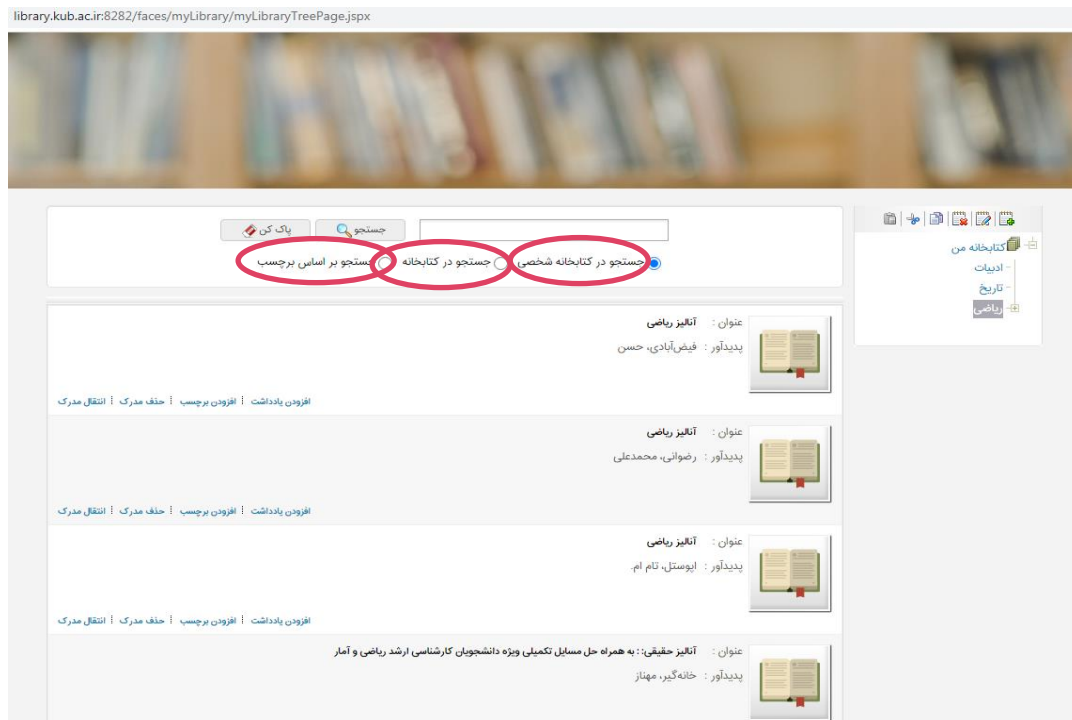 library.kub.ac.ir:8282/faces/myLibrary/myLibraryTreePage.jspx
کتابخانه من
ادبیات
تاریخ
ریاضی
جستجو پاک کن
جستجو در کتابخانه شخصی جستجو در کتابخانه جستجو بر اساس برچسب
عنوان : آنالیز ریاضی
پدیدآور : فیض‌آبادی، حسن
افزودن یادداشت افزودن برچسب حذف مدرک انتقال مدرک
عنوان : آنالیز ریاضی
پدیدآور : رضوانی، محمدعلی
افزودن یادداشت افزودن برچسب حذف مدرک انتقال مدرک
عنوان : آنالیز ریاضی
پدیدآور : اپوستل، تام ام.
افزودن یادداشت افزودن برچسب حذف مدرک انتقال مدرک
عنوان : آنالیز حقیقی: : به همراه حل مسایل تکمیلی ویژه دانشجویان کارشناسی ارشد ریاضی و آمار
پدیدآور : خانه‌گیر، مهناز